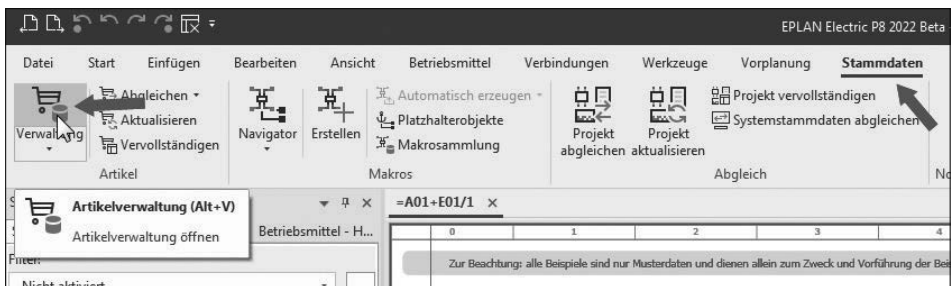 EPLAN Electric P8 2022 Beta
Datei Start Einfügen Bearbeiten Ansicht Betriebsmittel Verbindungen Werkzeuge Vorplanung Stammdaten
Verwaltung
Abgleichen
Aktualisieren
Vervollständigen
Artikel
Navigator
Erstellen
Automatisch erzeugen
Platzhalterobjekte
Makrosammlung
Makros
Projekt
abgleichen
Projekt
aktualisieren
Projekt vervollständigen
Systemstammdaten abgleichen
Abgleich
Artikelverwaltung (Alt+V)
Artikelverwaltung öffnen
Betriebsmittel - H...
=A01+E01/1
0 1 2 3 4
Zur Beachtung: alle Beispiele sind nur Musterdaten und dienen allein zum Zweck und Vorführung der
Filter:
Nicht aktiviert